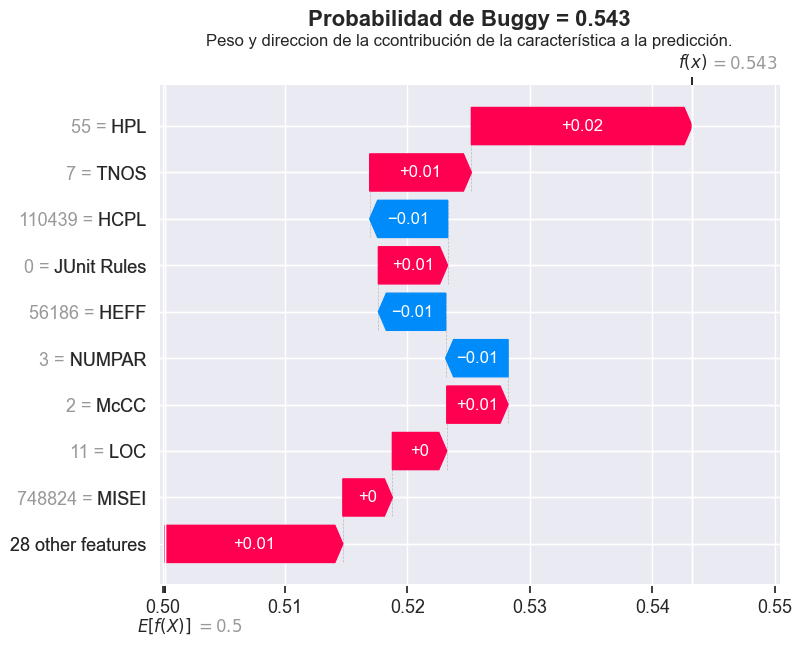 Probabilidad de Buggy = 0.543
Peso y direccion de la ccontribución de la característica a la predicción.
f(x) = 0.543
55 = HPL
+0.02
7 = TNOS
+0.01
110439 = HCPL
−0.01
0 = JUnit Rules
+0.01
56186 = HEFF
−0.01
3 = NUMPAR
−0.01
2 = McCC
+0.01
11 = LOC
+0
748824 = MISEI
+0
28 other features
+0.01
0.50 0.51 0.52 0.53 0.54 0.55
E[f(X)] = 0.5